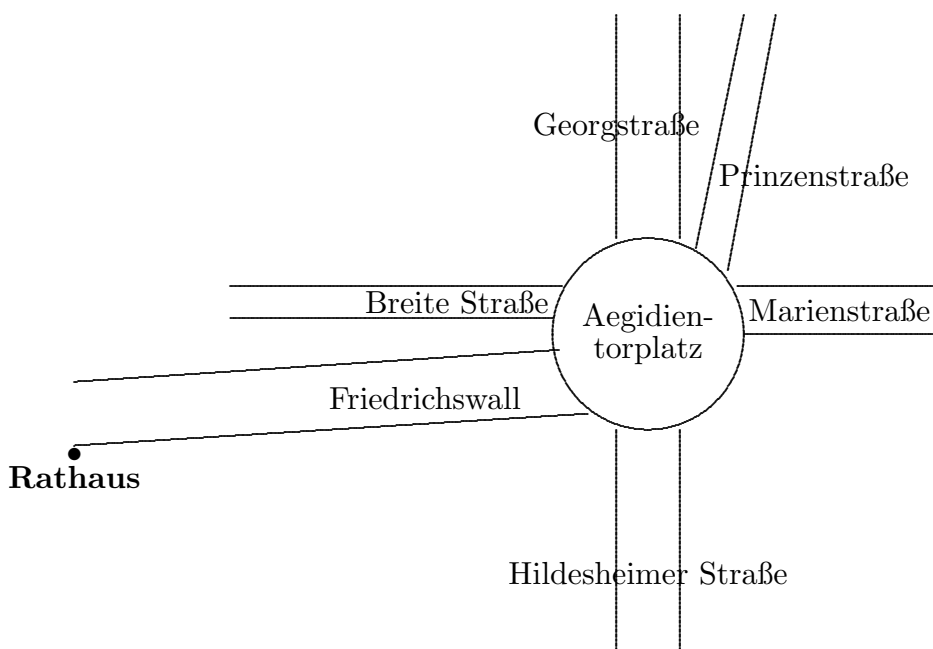 Georgstraße
Prinzenstraße
Breite Straße
Aegidien-
torplatz
Marienstraße
Friedrichswall
Rathaus
Hildesheimer Straße